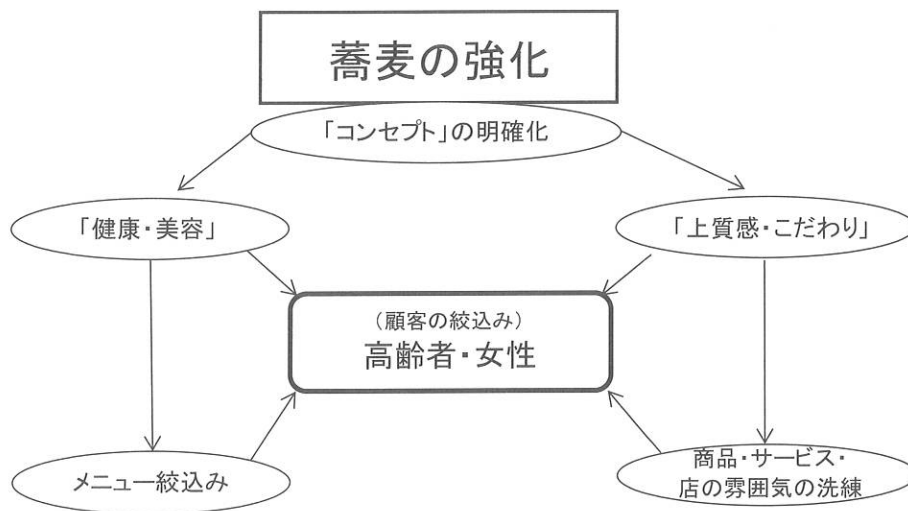 蕎麦の強化
「コンセプト」の明確化
「健康・美容」
「上質感・こだわり」
（顧客の絞込み）
高齢者・女性
メニュー絞込み
商品・サービス・
店の雰囲気の洗練